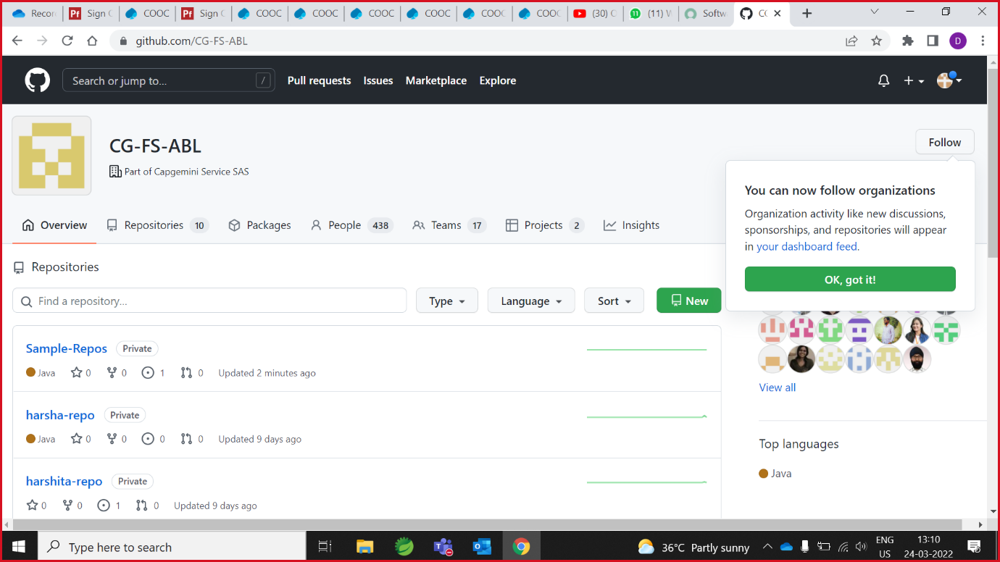 Recor Pf Sign C COOC Pf Sign C COOC COOC COOC COOC COOC COOC (30) C 11 (11) W Softw CG
github.com/CG-FS-ABL D
Search or jump to... / Pull requests Issues Marketplace Explore
CG-FS-ABL
Follow
Part of Capgemini Service SAS
You can now follow organizations
Organization activity like new discussions,
sponsorships, and repositories will appear
in your dashboard feed.
OK, got it!
Overview Repositories 10 Packages People 438 Teams 17 Projects 2 Insights
Repositories
Find a repository... Type Language Sort New
Sample-Repos Private
Java 0 0 1 0 Updated 2 minutes ago
View all
harsha-repo Private
Java 0 0 0 0 Updated 9 days ago
Top languages
Java
harshita-repo Private
0 0 1 0 Updated 9 days ago
Type here to search
36°C Partly sunny
ENG
US
13:10
24-03-2022